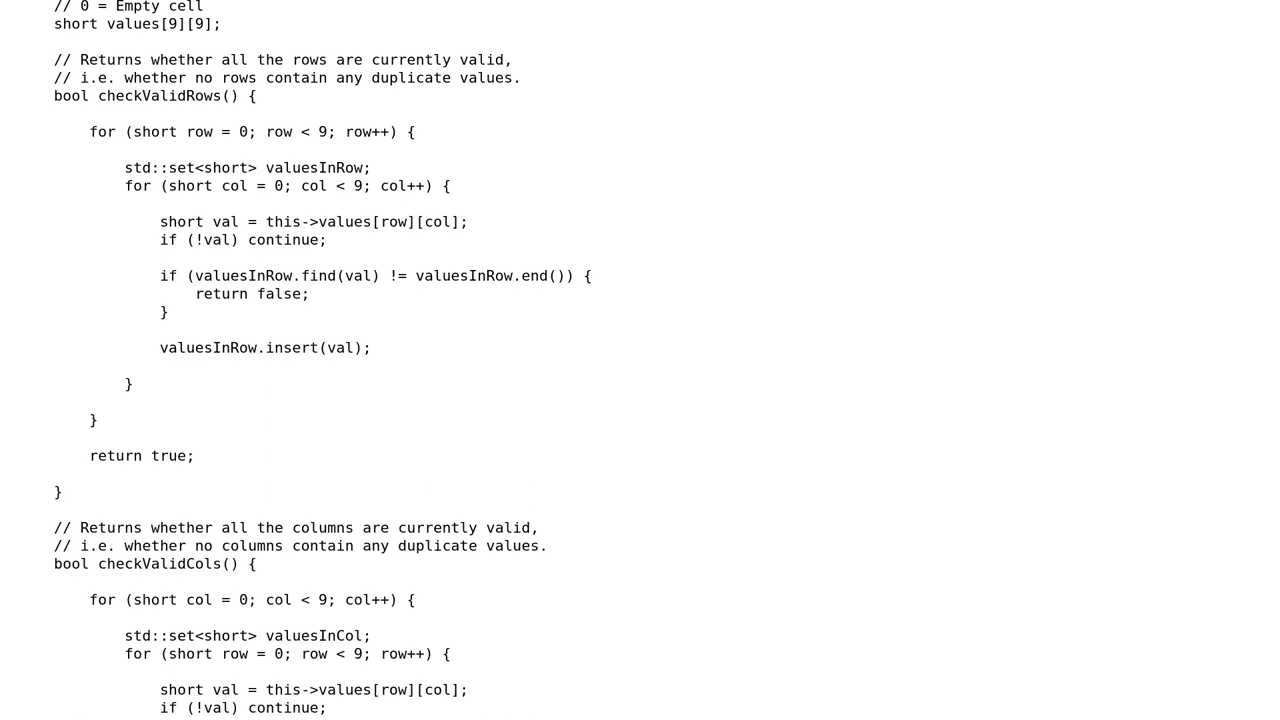 // 0 = Empty cell
short values[9][9];
// Returns whether all the rows are currently valid,
// i.e. whether no rows contain any duplicate values.
bool checkValidRows() {
for (short row = 0; row < 9; row++) {
std::set<short> valuesInRow;
for (short col = 0; col < 9; col++) {
short val = this->values[row][col];
if (!val) continue;
if (valuesInRow.find(val) != valuesInRow.end()) {
return false;
}
valuesInRow.insert(val);
}
}
return true;
}
// Returns whether all the columns are currently valid,
// i.e. whether no columns contain any duplicate values.
bool checkValidCols() {
for (short col = 0; col < 9; col++) {
std::set<short> valuesInCol;
for (short row = 0; row < 9; row++) {
short val = this->values[row][col];
if (!val) continue;